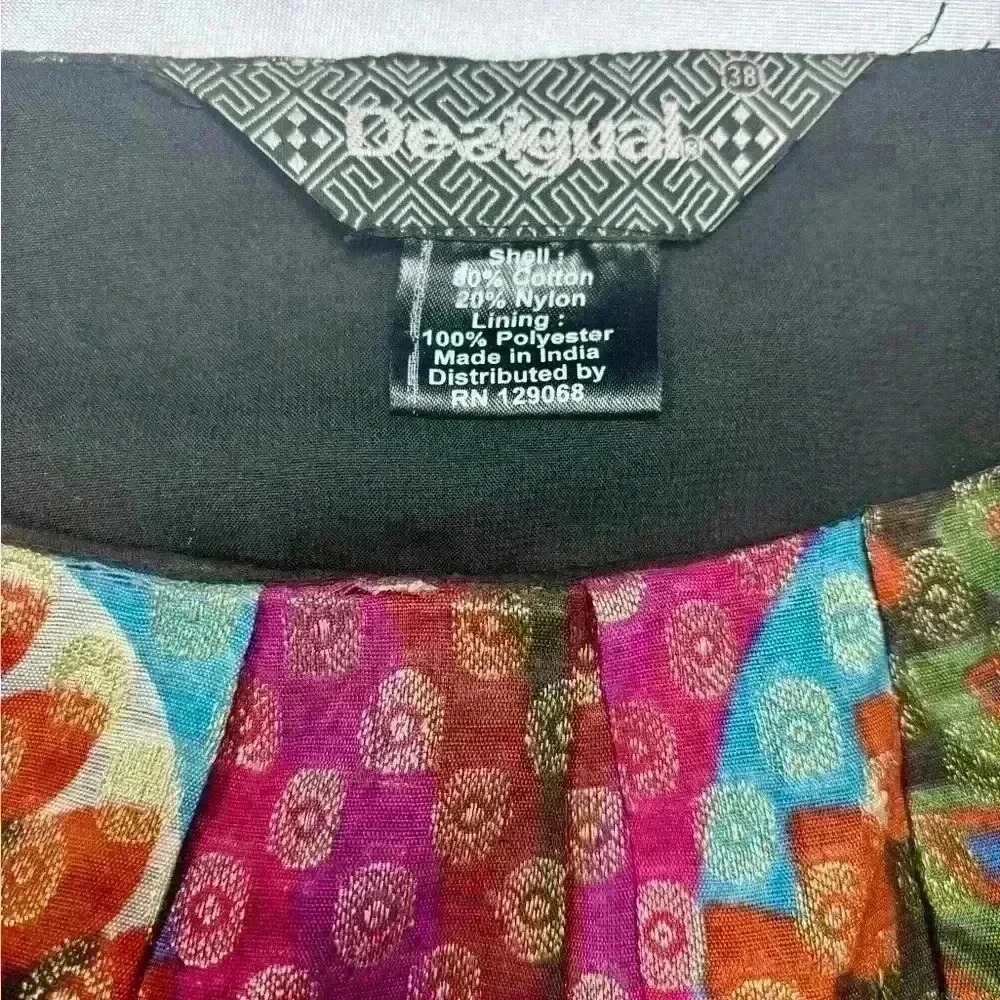 38
Desigual®
Shell :
80% Cotton
20% Nylon
Lining :
100% Polyester
Made in India
Distributed by
RN 129068